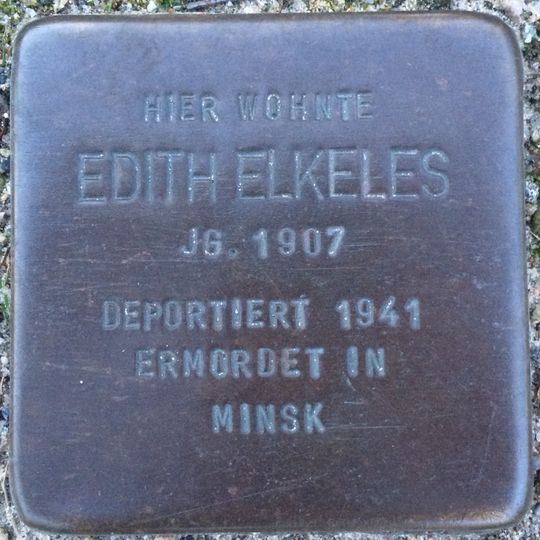 HIER WOHNTE
EDITH ELKELES
JG. 1907
DEPORTIERT 1941
ERMORDET IN
MINSK